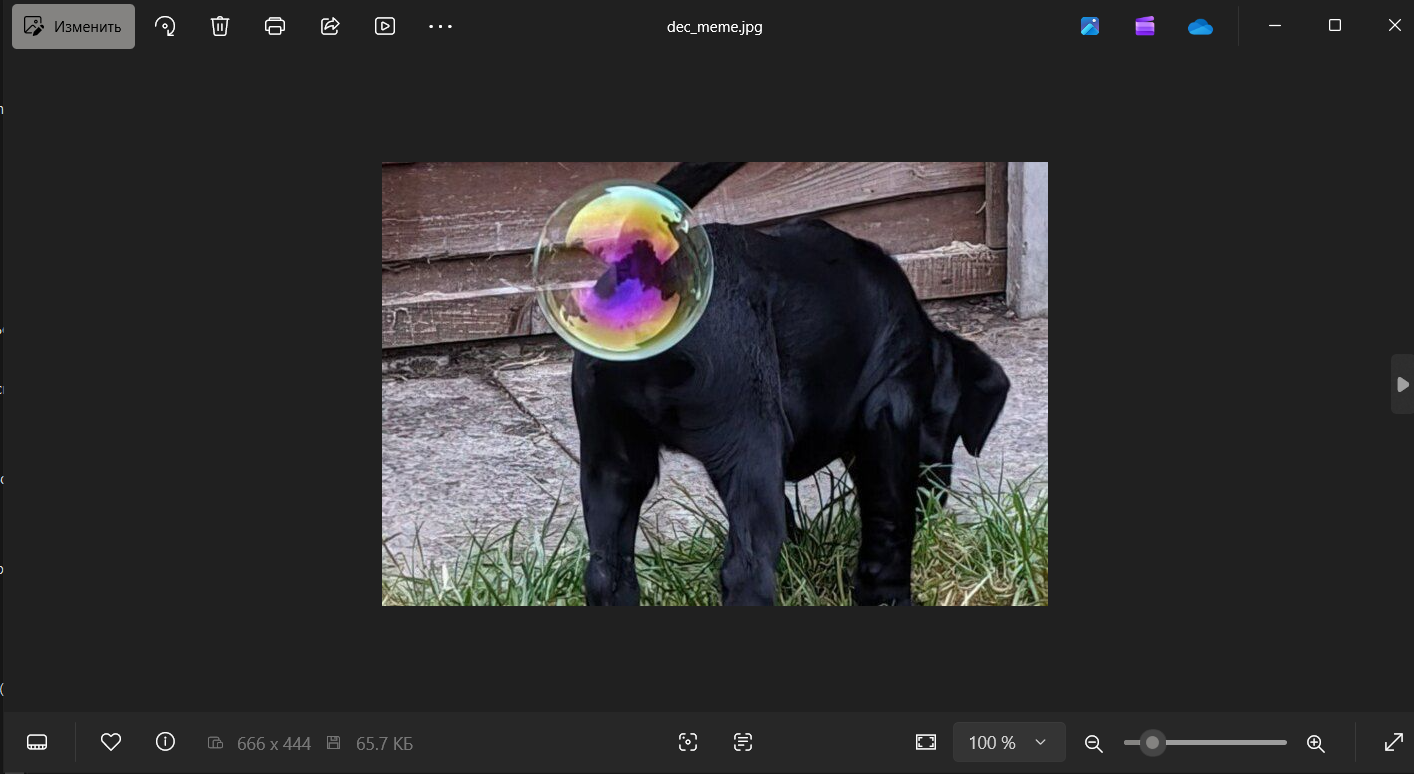 Изменить
dec_meme.jpg
666 x 444
65.7 КБ
100 %